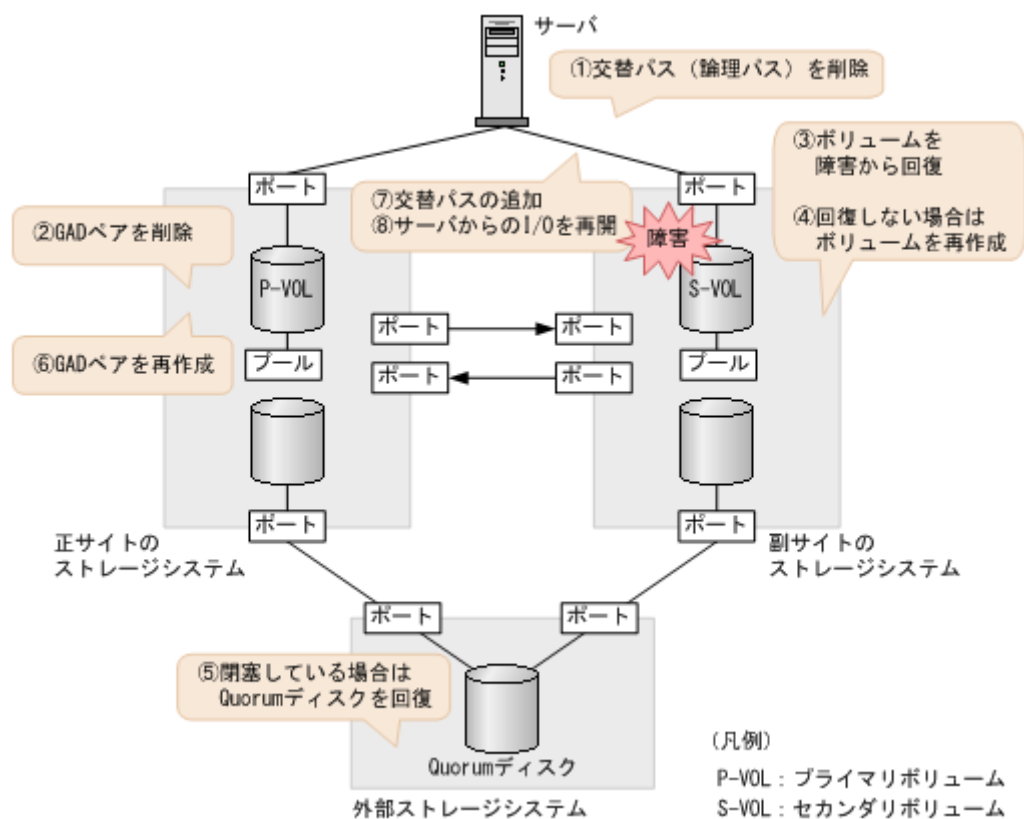 サーバ
①交替パス（論理パス）を削除
③ボリュームを
障害から回復
④回復しない場合は
ボリュームを再作成
ポート
ポート
⑦交替パスの追加
⑧サーバからのI/Oを再開
②GADペアを削除
障害
P-VOL
S-VOL
ポート
ポート
⑥GADペアを再作成
プール
プール
ポート
ポート
ポート
ポート
正サイトの
ストレージシステム
副サイトの
ストレージシステム
ポート
ポート
⑤閉塞している場合は
Quorumディスクを回復
Quorumディスク
外部ストレージシステム
(凡例)
P-VOL：プライマリボリューム
S-VOL：セカンダリボリューム